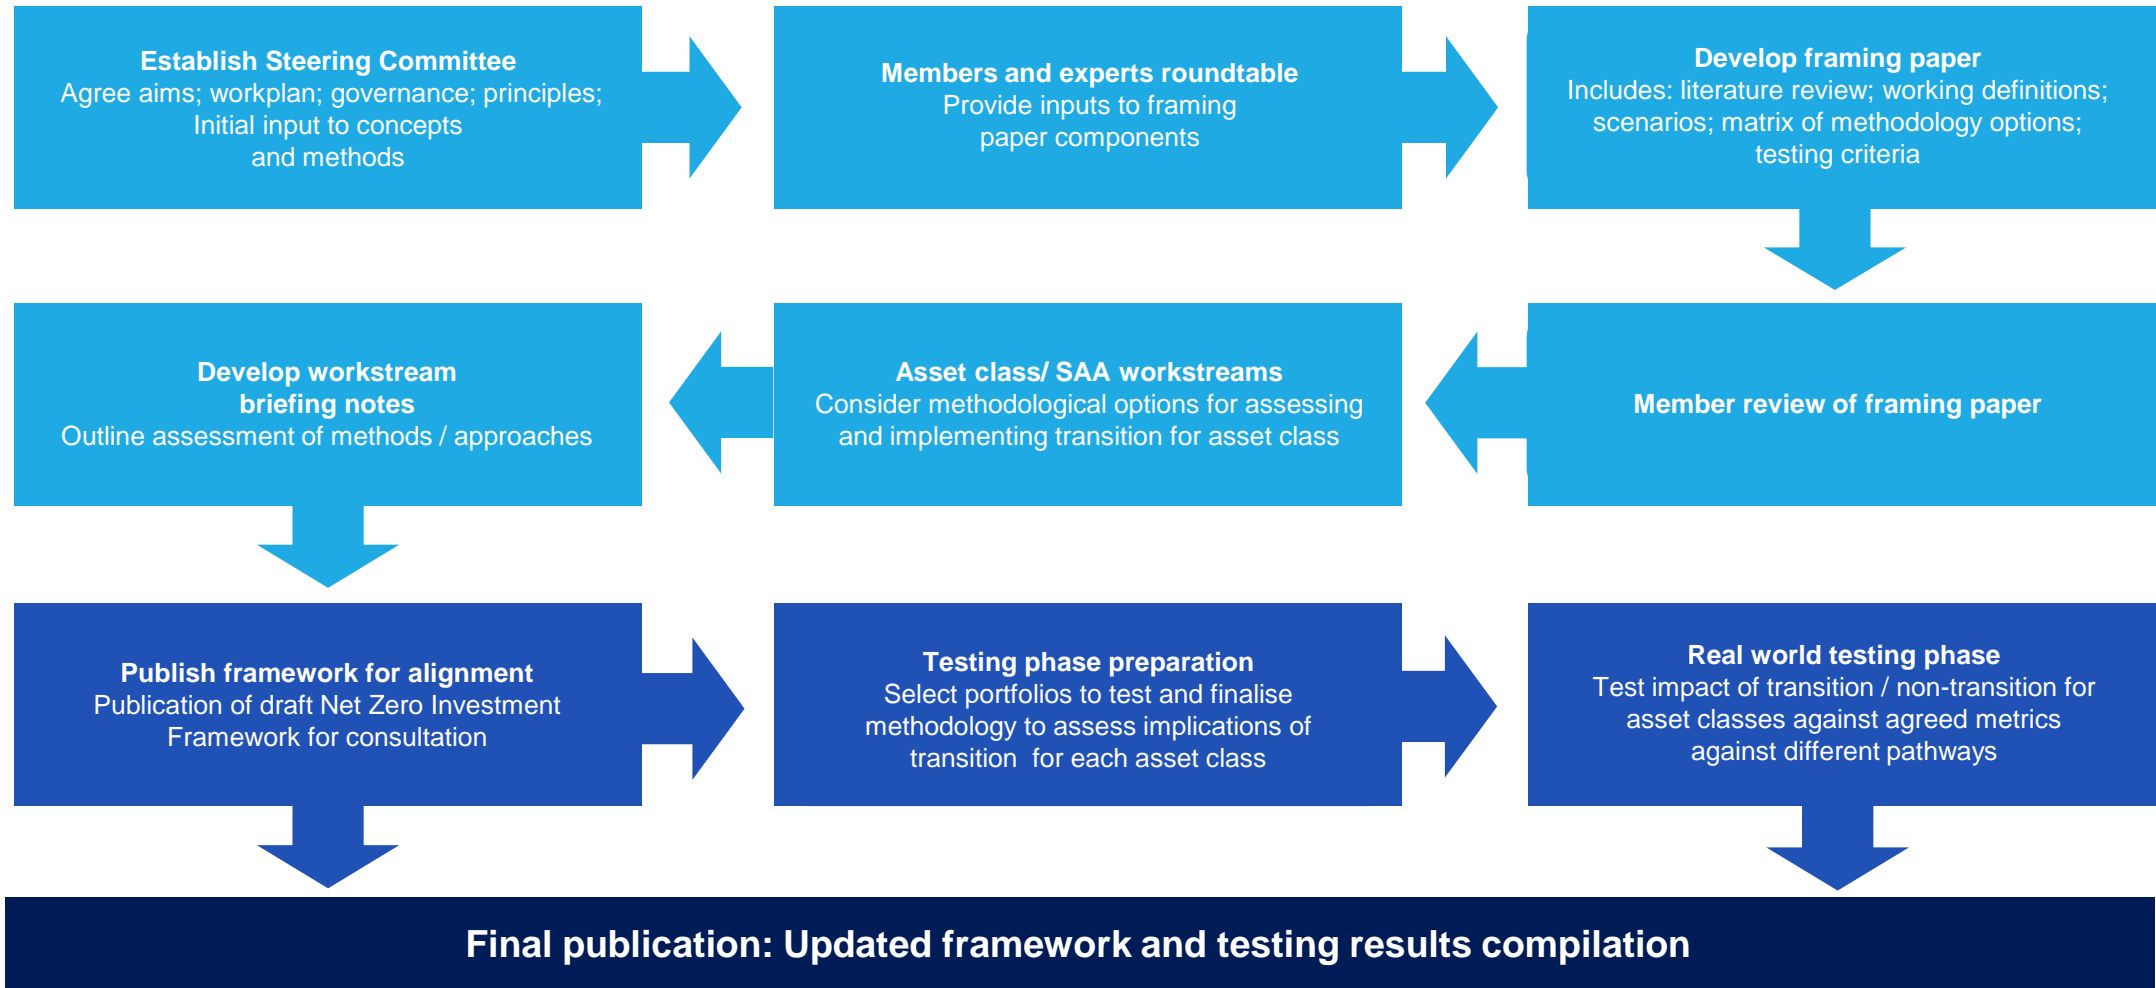 Establish Steering Committee
Agree aims; workplan; governance; principles;
Initial input to concepts
and methods
Members and experts roundtable
Provide inputs to framing
paper components
Develop framing paper
Includes: literature review; working definitions;
scenarios; matrix of methodology options;
testing criteria
Develop workstream
briefing notes
Outline assessment of methods / approaches
Asset class/ SAA workstreams
Consider methodological options for assessing
and implementing transition for asset class
Member review of framing paper
Publish framework for alignment
Publication of draft Net Zero Investment
Framework for consultation
Testing phase preparation
Select portfolios to test and finalise
methodology to assess implications of
transition for each asset class
Real world testing phase
Test impact of transition / non-transition for
asset classes against agreed metrics
against different pathways
Final publication: Updated framework and testing results compilation